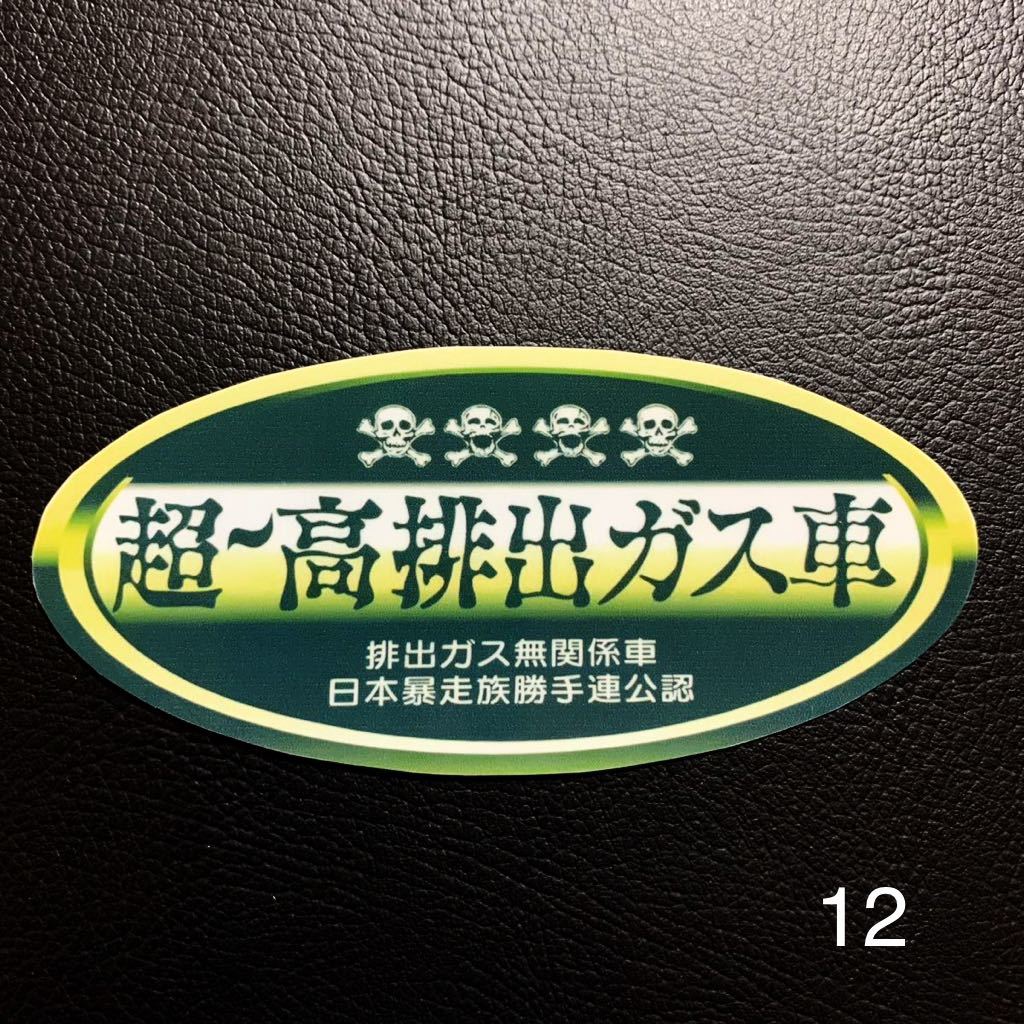 超~高排出ガス車
排出ガス無関係車
日本暴走族勝手連公認
12